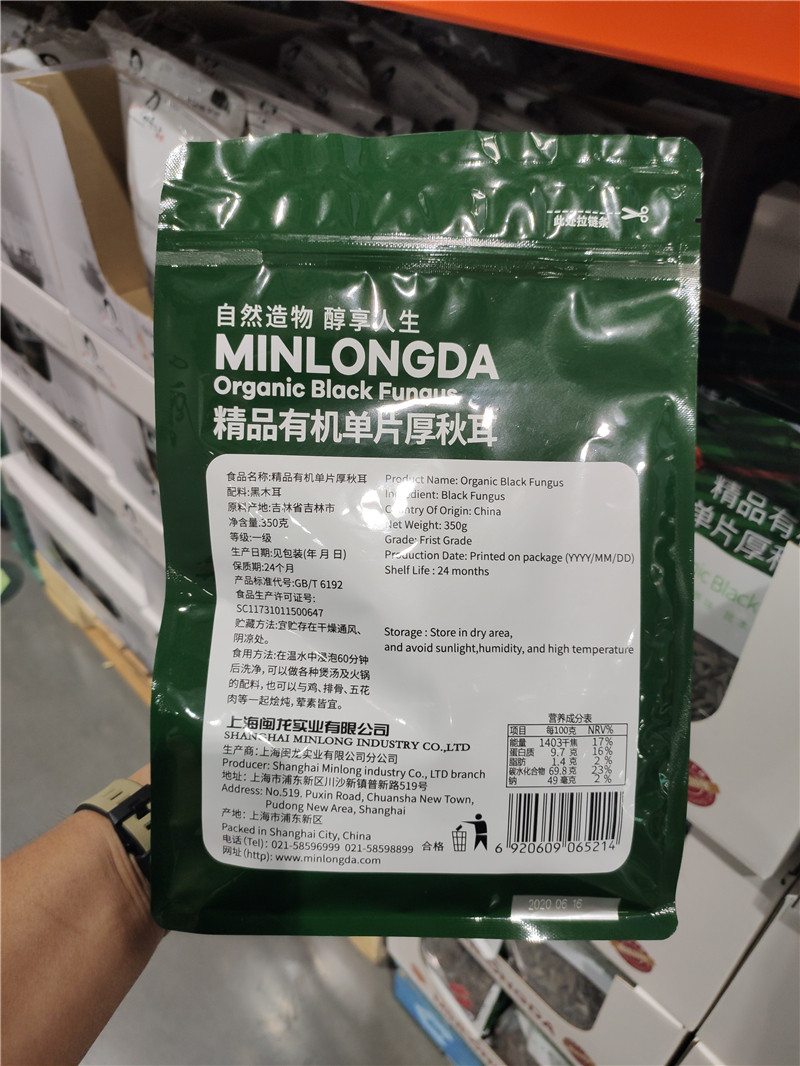 此处拉链条
自然造物 醇享人生
MINLONGDA
Organic Black Fungus
精品有机单片厚秋耳
食品名称:精品有机单片厚秋耳
配料:黑木耳
原料产地:吉林省吉林市
净含量:350克
等级:一级
生产日期:见包装(年 月 日)
保质期:24个月
产品标准代号:GB/T 6192
食品生产许可证号:
SC11731011500647
贮藏方法:宜贮存在干燥通风、
阴凉处。
食用方法:在温水中浸泡60分钟
后洗净,可以做各种煲汤及火锅
的配料,也可以与鸡、排骨、五花
肉等一起烩炖,荤素皆宜。
Product Name: Organic Black Fungus
Ingredient: Black Fungus
Country Of Origin: China
Net Weight: 350g
Grade: Frist Grade
Production Date: Printed on package (YYYY/MM/DD)
Shelf Life : 24 months
Storage : Store in dry area,
and avoid sunlight,humidity, and high temperature
上海闽龙实业有限公司
SHANGHAI MINLONG INDUSTRY CO.,LTD
生产商:上海闽龙实业有限公司分公司
Producer: Shanghai Minlong industry Co., LTD branch
地址: 上海市浦东新区川沙新镇普新路519号
Address: No.519. Puxin Road, Chuansha New Town,
Pudong New Area, Shanghai
产地: 上海市浦东新区
Packed in Shanghai City, China
电话(Tel): 021-58596999 021-58598899
网址(http): www.minlongda.com
合格
营养成分表
项目 每100克 NRV%
能量 1403千焦 17%
蛋白质 9.7 克 16%
脂肪 1.4 克 2 %
碳水化合物 69.8 克 23%
钠 49 毫克 2 %
6 920609 065214
2020 06 16
精品有
单片厚
Black